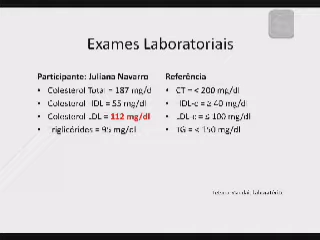 Exames Laboratoriais
Participante: Juliana Navarro
• Colesterol Total = 187 mg/d
• Colesterol HDL = 55 mg/dl
• Colesterol LDL = 112 mg/dl
• Triglicérides = 95 mg/dl
Referência
• CT = < 200 mg/dl
• HDL-c = ≥ 40 mg/dl
• LDL-c = ≤ 100 mg/dl
• TG = < 150 mg/dl